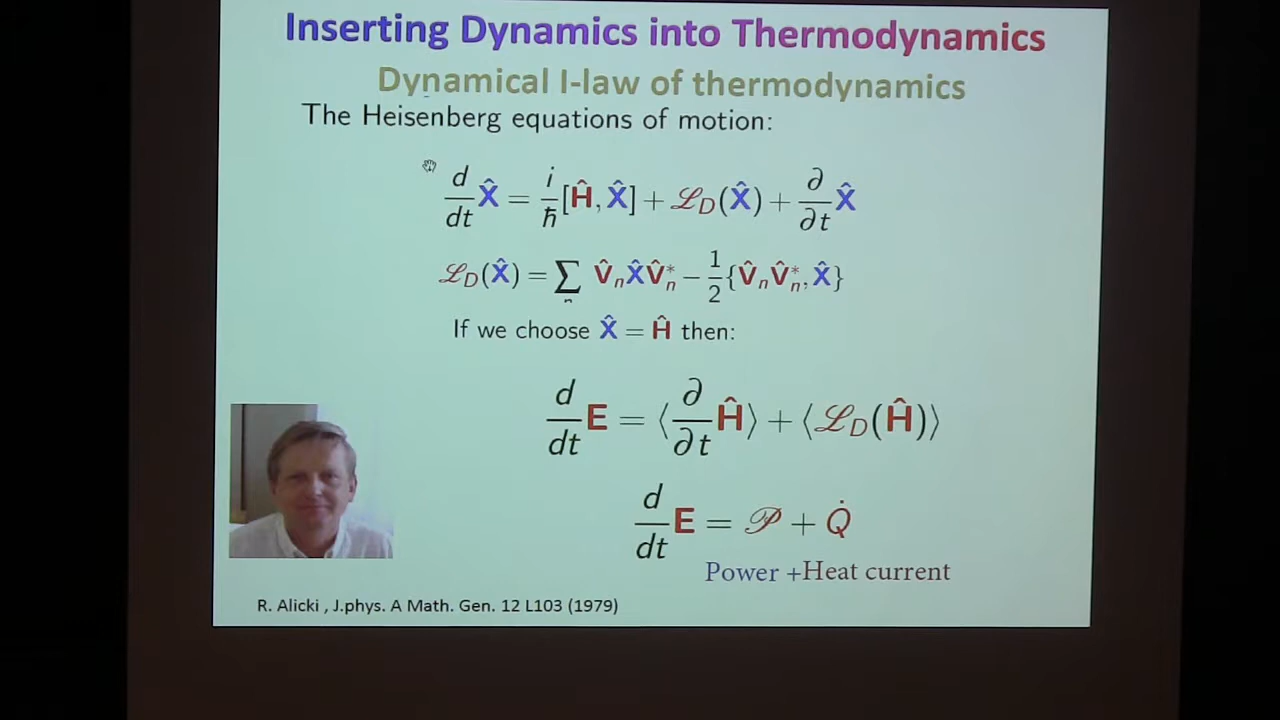 Inserting Dynamics into Thermodynamics
Dynamical I-law of thermodynamics
The Heisenberg equations of motion:
d/dt X̂ = i/ħ [Ĥ, X̂] + ℒ_D(X̂) + ∂/∂t X̂
ℒ_D(X̂) = ∑_n V̂_n X̂ V̂*_n − 1/2 {V̂_n V̂*_n, X̂}
If we choose X̂ = Ĥ then:
d/dt E = ⟨∂/∂t Ĥ⟩ + ⟨ℒ_D(Ĥ)⟩
d/dt E = 𝒫 + Q̇
Power +Heat current
R. Alicki , J.phys. A Math. Gen. 12 L103 (1979)